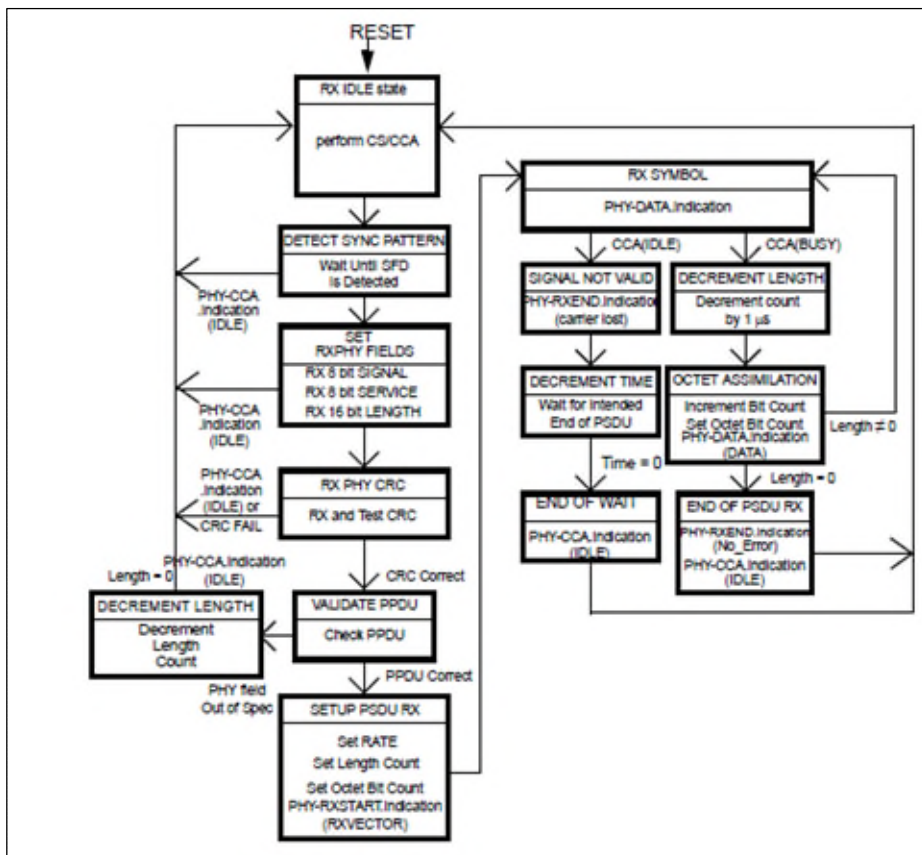 RESET
RX IDLE state
perform CS/CCA
DETECT SYNC PATTERN
Wait Until SFD
Is Detected
PHY-CCA
.Indication
(IDLE)
SET
RXPHY FIELDS
RX 8 bit SIGNAL
RX 8 bit SERVICE
RX 16 bit LENGTH
PHY-CCA
.Indication
(IDLE)
RX PHY CRC
RX and Test CRC
PHY-CCA
.Indication
(IDLE) or
CRC FAIL
CRC Correct
PHY-CCA.Indication
(IDLE)
Length = 0
DECREMENT LENGTH
Decrement
Length
Count
VALIDATE PPDU
Check PPDU
PHY field
Out of Spec
PPDU Correct
SETUP PSDU RX
Set RATE
Set Length Count
Set Octet Bit Count
PHY-RXSTART.Indication
(RXVECTOR)
RX SYMBOL
PHY-DATA.Indication
CCA(IDLE)
CCA(BUSY)
SIGNAL NOT VALID
PHY-RXEND.Indication
(carrier lost)
DECREMENT LENGTH
Decrement count
by 1 µs
DECREMENT TIME
Wait for Intended
End of PSDU
OCTET ASSIMILATION
Increment Bit Count
Set Octet Bit Count
PHY-DATA.Indication
(DATA)
Length ≠ 0
Time = 0
Length = 0
END OF WAIT
PHY-CCA.Indication
(IDLE)
END OF PSDU RX
PHY-RXEND.Indication
(No_Error)
PHY-CCA.Indication
(IDLE)